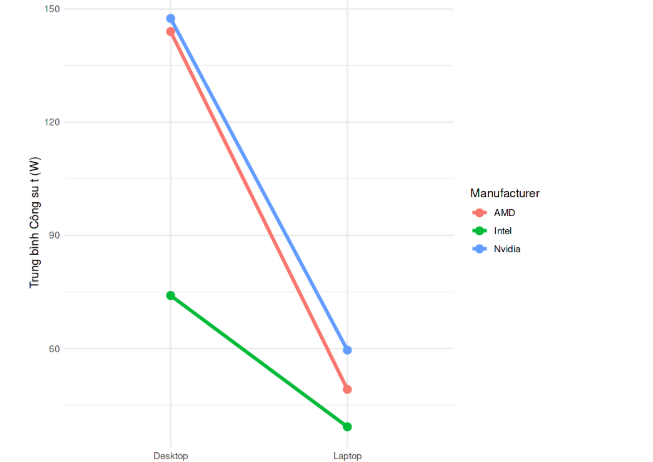 150
120
90
60
Trung bình Công su t (W)
Desktop
Laptop
Manufacturer
AMD
Intel
Nvidia